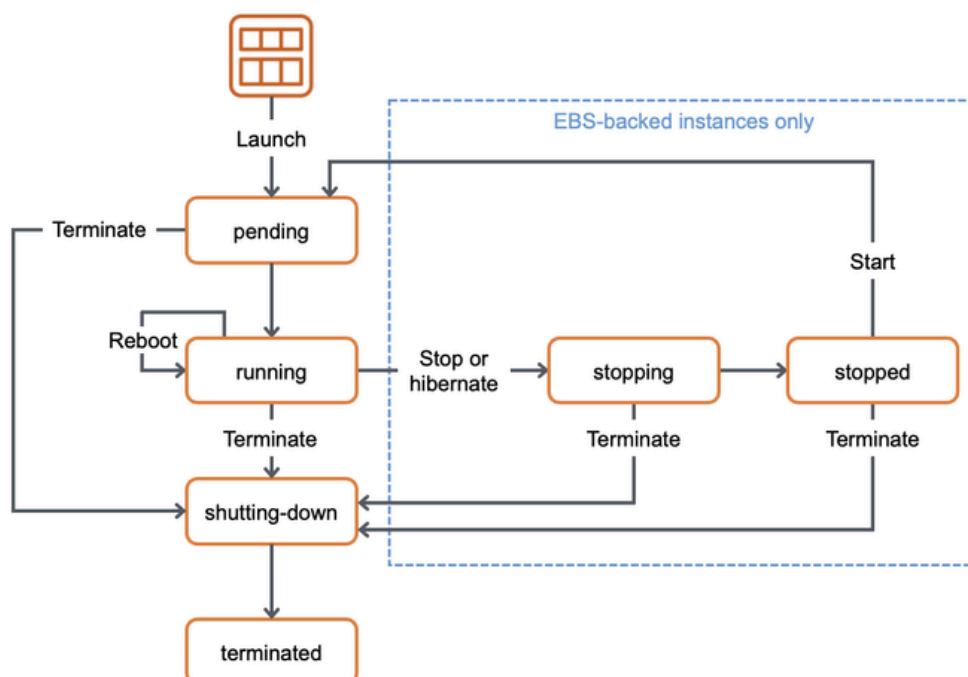 Launch
EBS-backed instances only
Terminate
pending
Start
Reboot
running
Stop or
hibernate
stopping
stopped
Terminate
Terminate
Terminate
shutting-down
terminated